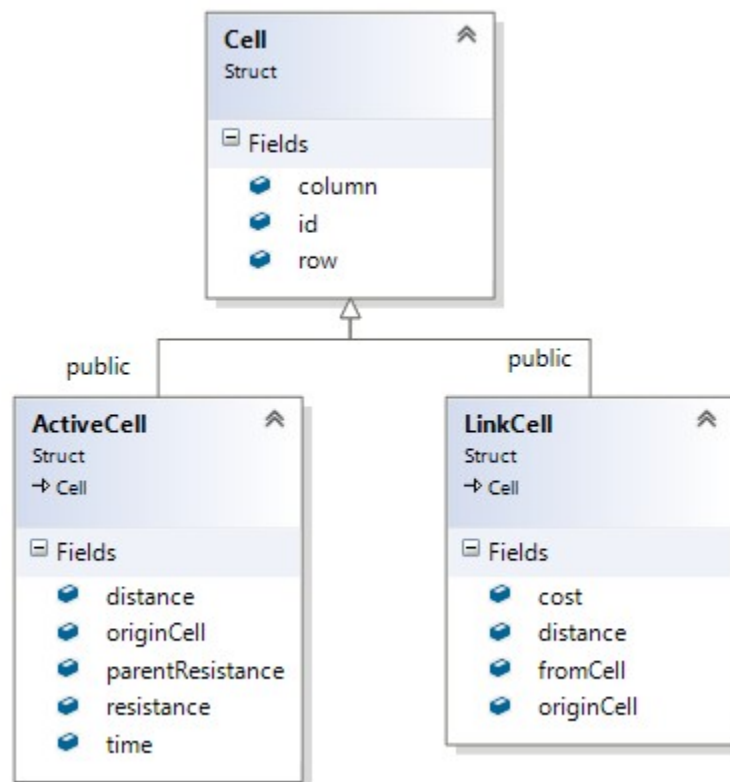 Cell
Struct
Fields
column
id
row
public
public
ActiveCell
Struct
Cell
Fields
distance
originCell
parentResistance
resistance
time
LinkCell
Struct
Cell
Fields
cost
distance
fromCell
originCell